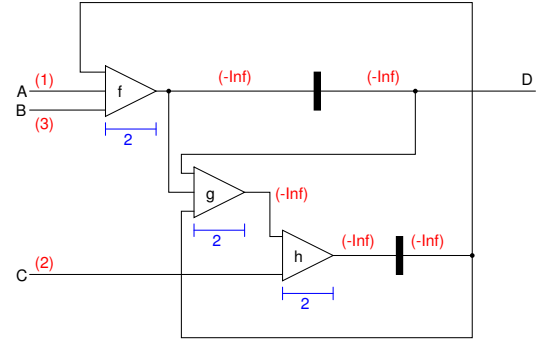 (-Inf)
(-Inf)
D
(1)
A
f
B
(3)
2
g
(-Inf)
2
(-Inf)
(-Inf)
h
(2)
C
2